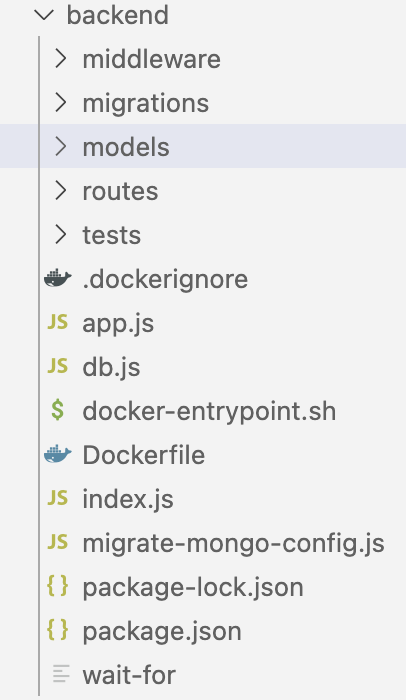 backend
middleware
migrations
models
routes
tests
.dockerignore
JS app.js
JS db.js
$ docker-entrypoint.sh
Dockerfile
JS index.js
JS migrate-mongo-config.js
{} package-lock.json
{} package.json
wait-for